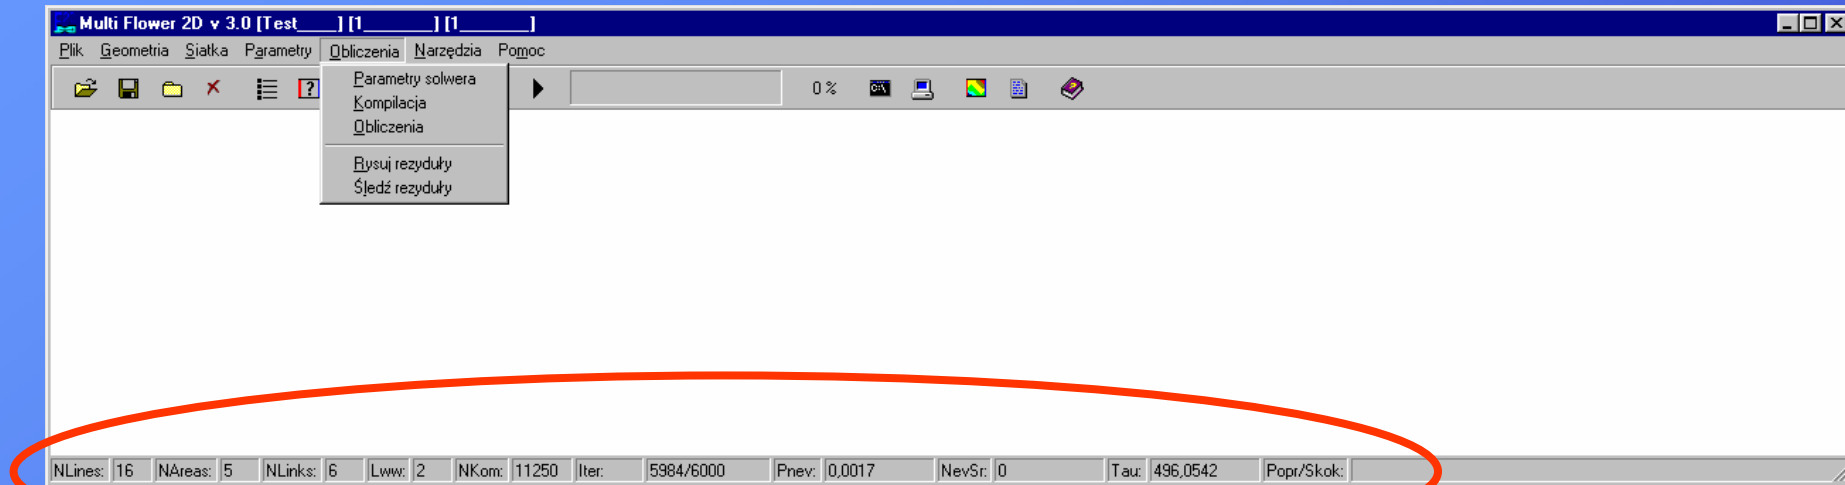 Multi Flower 2D v 3.0 [Test____] [1_______] [1_______]
Plik Geometria Siatka Parametry Obliczenia Narzędzia Pomoc
Parametry solwera
Kompilacja
Obliczenia
Rysuj rezyduły
Śledź rezyduły
0 %
NLines: 16 NAreas: 5 NLinks: 6 Lww: 2 NKom: 11250 Iter: 5984/6000 Pnev: 0,0017 NevSr: 0 Tau: 496,0542 Popr/Skok: